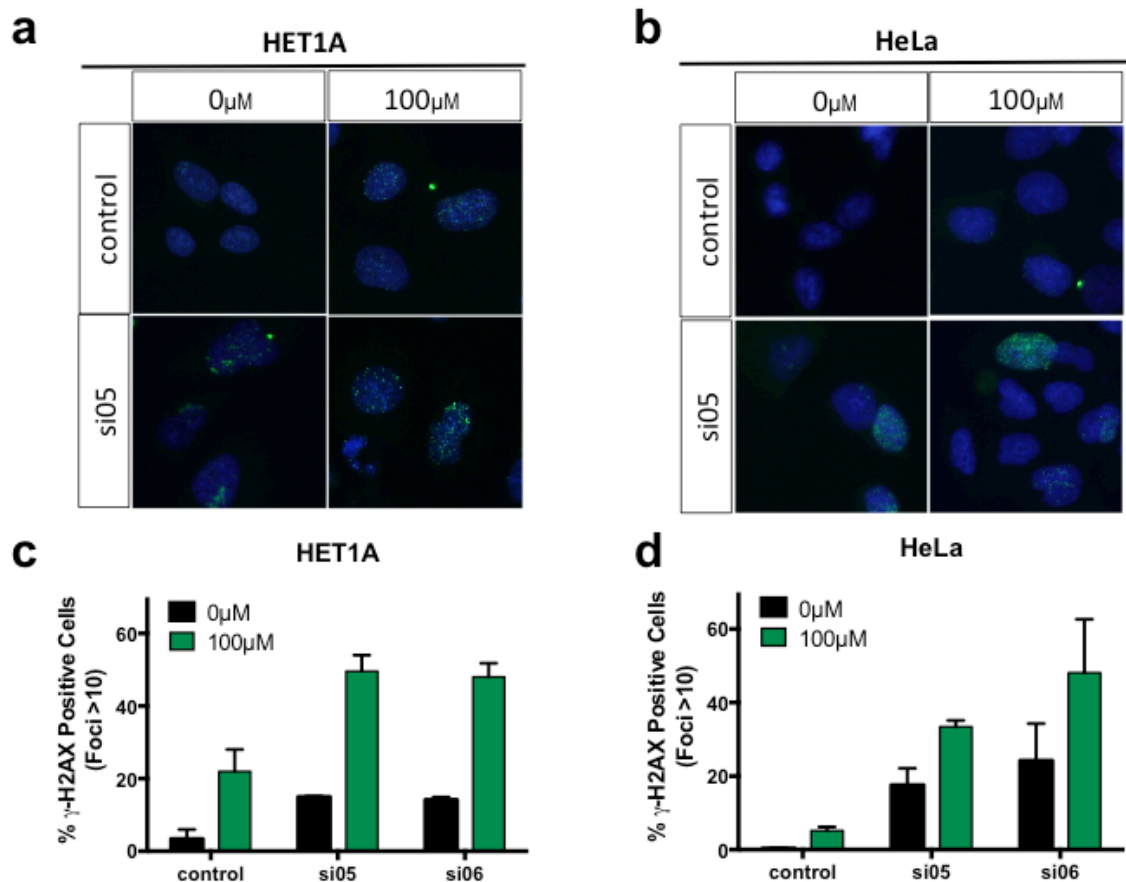 a
HET1A
0µM 100µM
control
si05
b
HeLa
0µM 100µM
control
si05
c
HET1A
% γ-H2AX Positive Cells
(Foci >10)
60
40
20
0
0µM
100µM
control si05 si06
d
HeLa
% γ-H2AX Positive Cells
(Foci >10)
60
40
20
0
0µM
100µM
control si05 si06